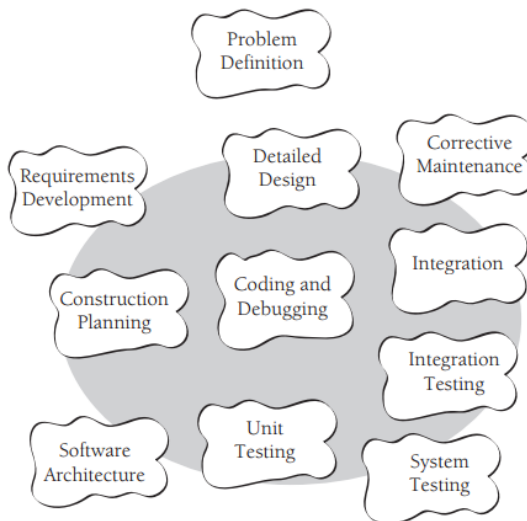 Problem
Definition
Detailed
Design
Corrective
Maintenance
Requirements
Development
Integration
Coding and
Debugging
Construction
Planning
Integration
Testing
Unit
Testing
Software
Architecture
System
Testing